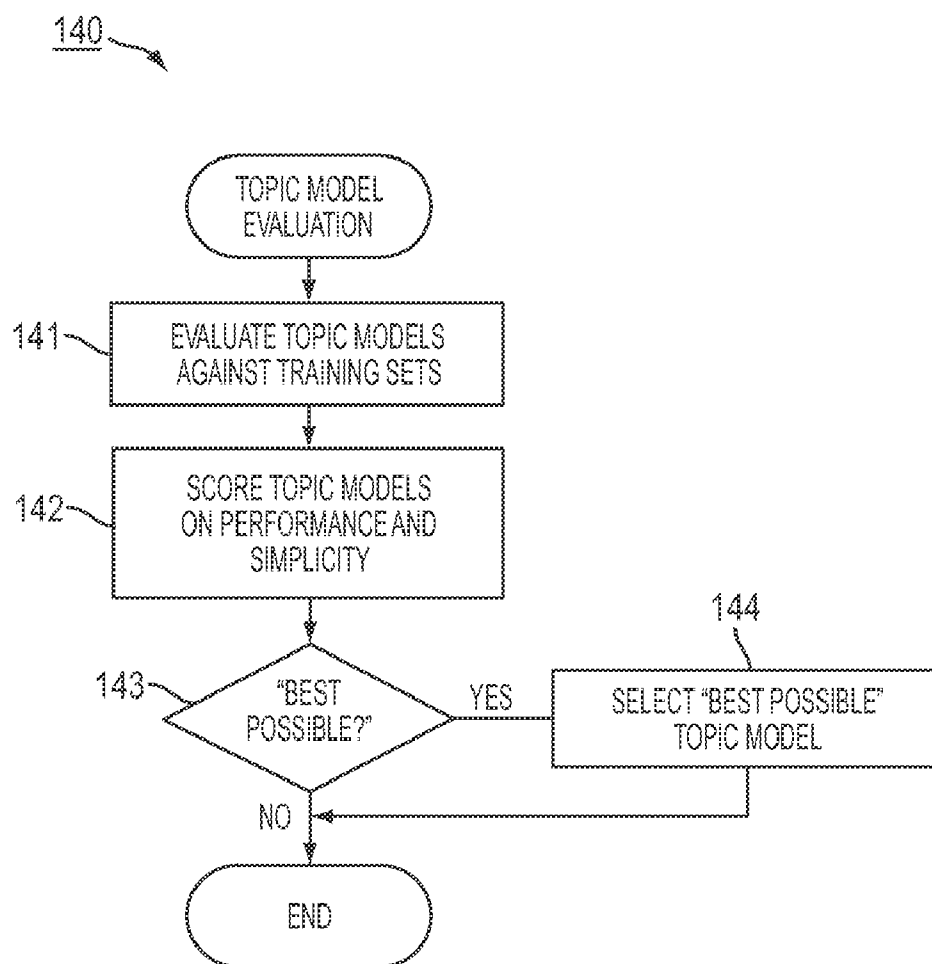 140
TOPIC MODEL
EVALUATION
141
EVALUATE TOPIC MODELS
AGAINST TRAINING SETS
142
SCORE TOPIC MODELS
ON PERFORMANCE AND
SIMPLICITY
143
"BEST
POSSIBLE?"
YES
144
SELECT "BEST POSSIBLE"
TOPIC MODEL
NO
END